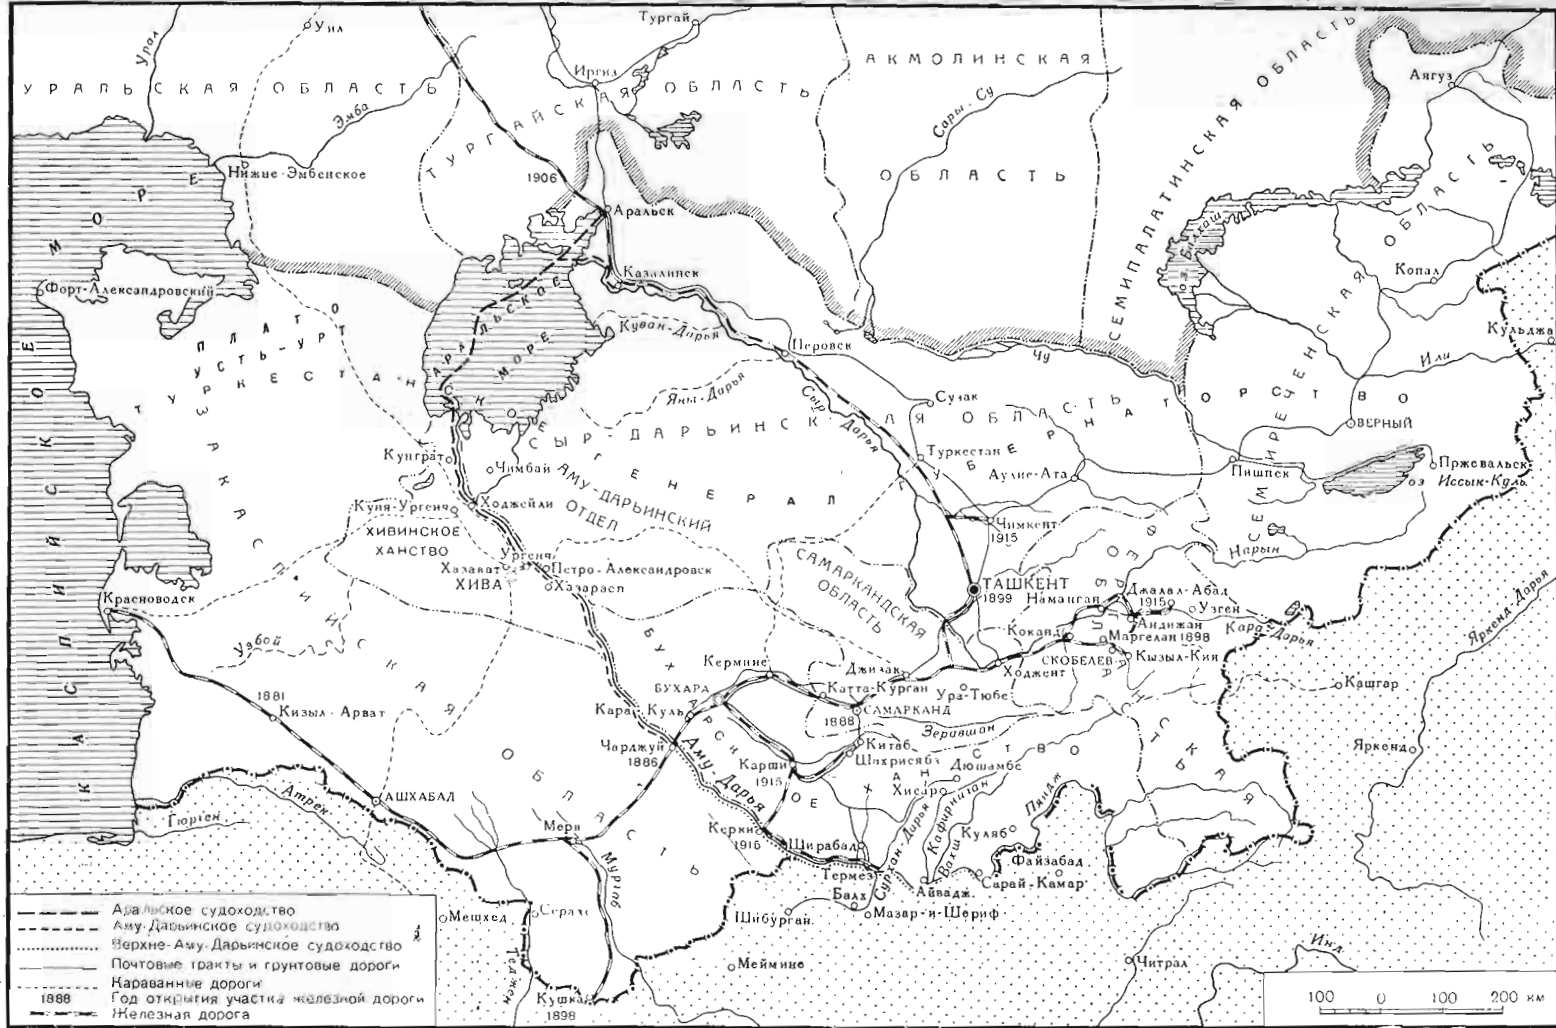 Уил
Тургай
Урал
УРАЛЬСКАЯ ОБЛАСТЬ
Эмба
Иргиз
ТУРГАЙСКАЯ ОБЛАСТЬ
АКМОЛИНСКАЯ
ОБЛАСТЬ
Сары-Су
СЕМИПАЛАТИНСКАЯ ОБЛАСТЬ
Аягуз
Нижне-Эмбенское
1906
Аральск
Казалинск
КАСПИЙСКОЕ МОРЕ
Форт-Александровский
ПЛАТО
УСТЬ-УРТ
АРАЛЬСКОЕ
МОРЕ
Куван-Дарья
Перовск
Чу
оз Балхаш
СЕМИРЕЧЕНСКАЯ ОБЛАСТЬ
Копал
Кульджа
Или
ТУРКЕСТАНСКОЕ ГЕНЕРАЛ ГУБЕРНАТОРСТВО
Яны-Дарья
Сыр Дарья
Сузак
СЫР-ДАРЬИНСКАЯ ОБЛАСТЬ
Туркестан
Аулие-Ата
ВЕРНЫЙ
Пишпек
Пржевальск
оз Иссык-Куль
Кунграт
Чимбай
Ходжейли
Куня-Ургенч
ХИВИНСКОЕ
ХАНСТВО
АМУ-ДАРЬИНСКИЙ
ОТДЕЛ
Ургенч
Хазават
ХИВА
Петро-Александровск
Хазарасп
Чимкент
1915
ТАШКЕНТ
1899
САМАРКАНДСКАЯ
ОБЛАСТЬ
Нарын
Наманган
Джалал-Абад
1915
Узген
Андижан
Кара-Дарья
Коканд
Маргелан 1898
СКОБЕЛЕВ
Кызыл-Кия
Ходжент
ФЕРГАНСКАЯ ОБЛАСТЬ
Яркенд Дарья
Красноводск
Узбой
ЗАКАСПИЙСКАЯ ОБЛАСТЬ
1881
Кизыл-Арват
БУХАРСКОЕ ХАНСТВО
Кермине
БУХАРА
Кара-Куль
Джизак
Катта-Курган
Ура-Тюбе
1888
САМАРКАНД
Зеравшан
Кашгар
Яркенд
Чарджуй
1886
Аму-Дарья
Карши
1915
Китаб
Шахрисябз
Дюшамбе
Хисар
Пяндж
АШХАБАД
Атрек
Гюрген
Мерв
Мургаб
Керки
1916
Ширабад
Термез
Сурхан-Дарья
Кафирниган
Вахш
Куляб
Файзабад
Сарай-Камар
Айвадж
Балх
Мазар-и-Шериф
Шибурган
Меймине
Мешхед
Серахс
Теджен
Кушка
1898
Читрал
Инд
Аральское судоходство
Аму-Дарьинское судоходство
Верхне-Аму-Дарьинское судоходство
Почтовые тракты и грунтовые дороги
Караванные дороги
1888 Год открытия участка железной дороги
Железная дорога
100 0 100 200 км